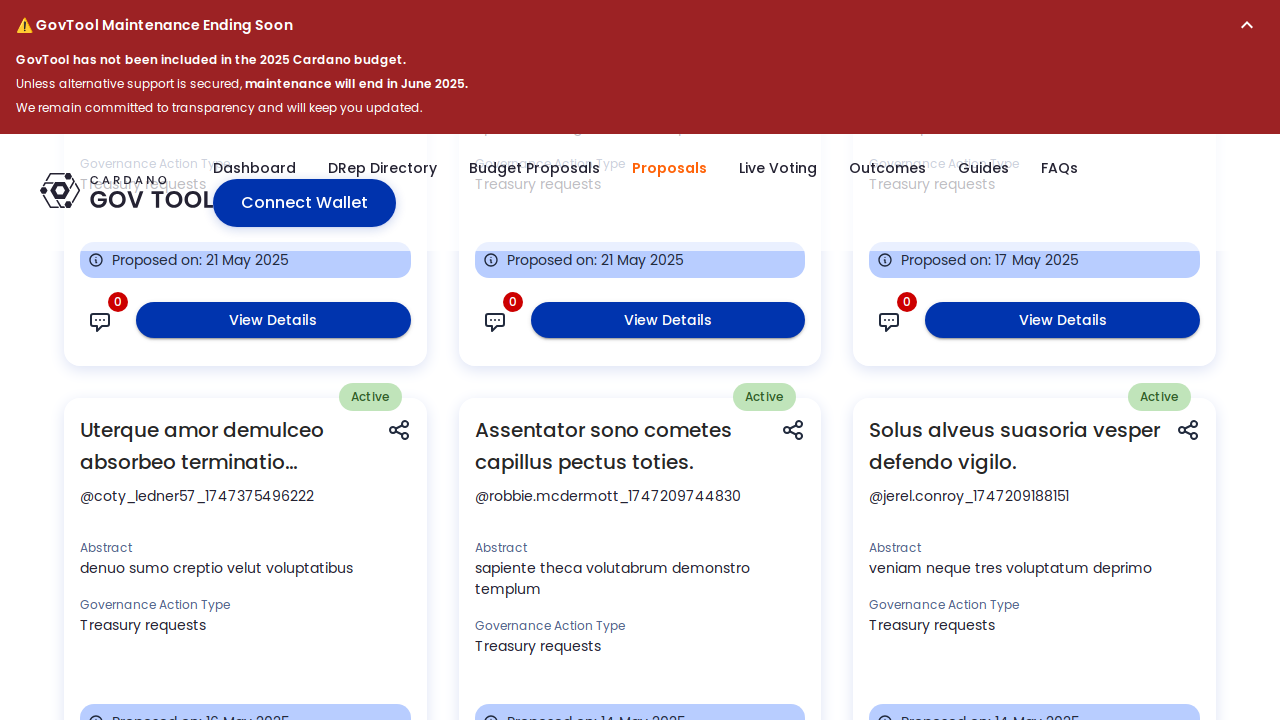 ⚠️ GovTool Maintenance Ending Soon
GovTool has not been included in the 2025 Cardano budget.
Unless alternative support is secured, maintenance will end in June 2025.
We remain committed to transparency and will keep you updated.
CARDANO
GOV TOOL
Dashboard DRep Directory Budget Proposals Proposals Live Voting Outcomes Guides FAQs
Connect Wallet
Governance Action Type Governance Action Type Governance Action Type
Treasury requests Treasury requests Treasury requests
Proposed on: 21 May 2025 Proposed on: 21 May 2025 Proposed on: 17 May 2025
0 0 0
View Details View Details View Details
Active Active Active
Uterque amor demulceo Assentator sono cometes Solus alveus suasoria vesper
absorbeo terminatio... capillus pectus toties. defendo vigilo.
@coty_ledner57_1747375496222 @robbie.mcdermott_1747209744830 @jerel.conroy_1747209188151
Abstract Abstract Abstract
denuo sumo creptio velut voluptatibus sapiente theca volutabrum demonstro veniam neque tres voluptatum deprimo
templum
Governance Action Type Governance Action Type Governance Action Type
Treasury requests Treasury requests Treasury requests
Proposed on: 16 May 2025 Proposed on: 14 May 2025 Proposed on: 14 May 2025